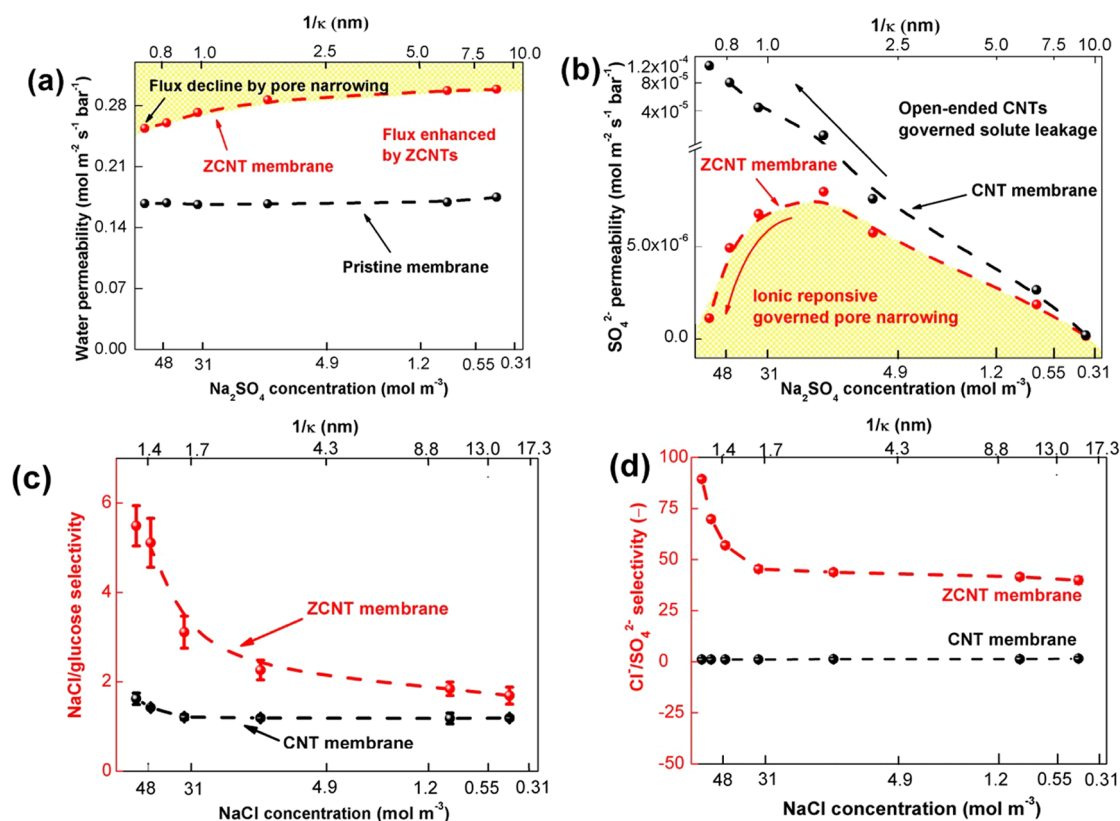 (a)
1/κ (nm)
0.8 1.0 2.5 5.0 10.0
Water permeability (mol m⁻² s⁻¹ bar⁻¹)
0.28
0.21
0.14
0.07
0.00
Flux decline by pore narrowing
ZCNT membrane
Flux enhanced
by ZCNTs
Pristine membrane
48 31 4.9 1.2 0.55 0.31
Na₂SO₄ concentration (mol m⁻³)
(b)
1/κ (nm)
0.8 1.0 2.5 5.0 7.5 10.0
SO₄²⁻ permeability (mol m⁻² s⁻¹ bar⁻¹)
1.2×10⁻⁴
8×10⁻⁵
4×10⁻⁵
5.0×10⁻⁶
0.0
Open-ended CNTs
governed solute leakage
ZCNT membrane
CNT membrane
Ionic reponsive
governed pore narrowing
48 31 4.9 1.2 0.55 0.31
Na₂SO₄ concentration (mol m⁻³)
(c)
1/κ (nm)
1.4 1.7 4.3 8.8 13.0 17.3
NaCl/glucose selectivity
6
4
2
0
ZCNT membrane
CNT membrane
48 31 4.9 1.2 0.55 0.31
NaCl concentration (mol m⁻³)
(d)
1/κ (nm)
1.4 1.7 4.3 8.8 13.0 17.3
Cl⁻/SO₄²⁻ selectivity (–)
100
75
50
25
0
-25
-50
ZCNT membrane
CNT membrane
48 31 4.9 1.2 0.55 0.31
NaCl concentration (mol m⁻³)